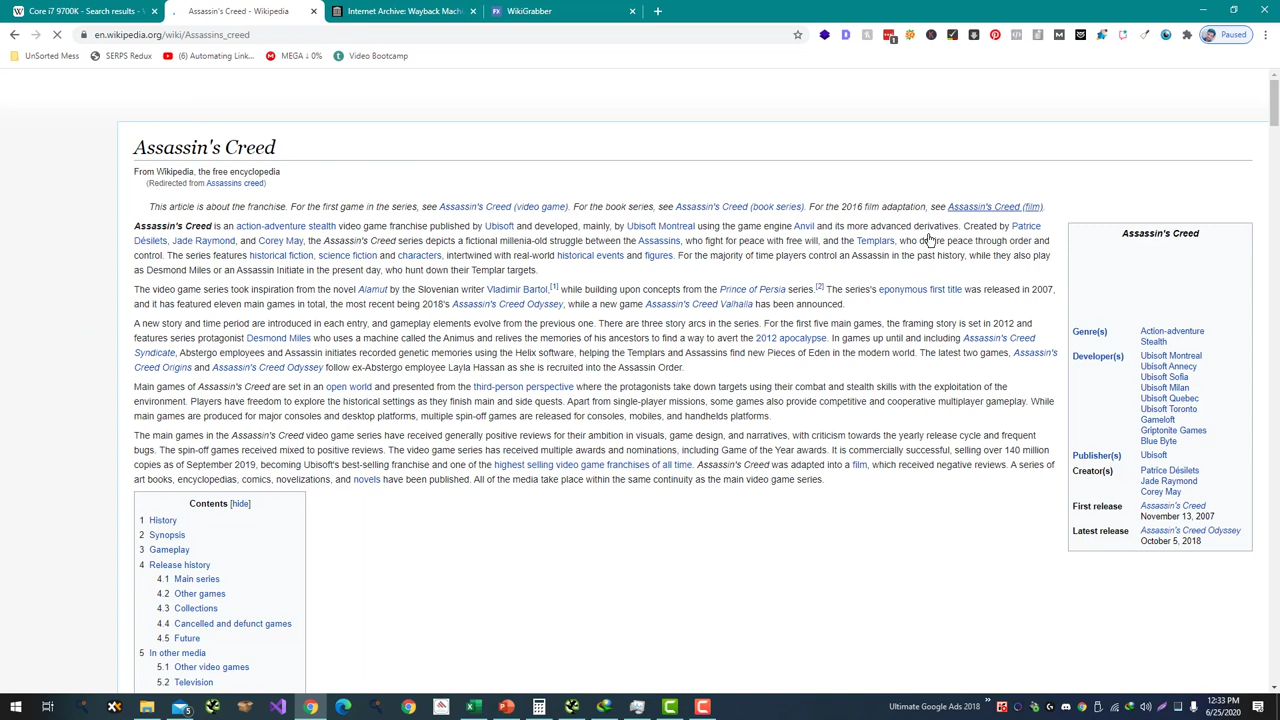 Core i7 9700K - Search results -
Assassin's Creed - Wikipedia
Internet Archive: Wayback Mach
WikiGrabber
en.wikipedia.org/wiki/Assassins_creed
Paused
UnSorted Mess
SERPS Redux
(6) Automating Link...
MEGA ↓ 0%
Video Bootcamp
Assassin's Creed
From Wikipedia, the free encyclopedia
(Redirected from Assassins creed)
This article is about the franchise. For the first game in the series, see Assassin's Creed (video game). For the book series, see Assassin's Creed (book series). For the 2016 film adaptation, see Assassin's Creed (film).
Assassin's Creed is an action-adventure stealth video game franchise published by Ubisoft and developed, mainly, by Ubisoft Montreal using the game engine Anvil and its more advanced derivatives. Created by Patrice
Désilets, Jade Raymond, and Corey May, the Assassin's Creed series depicts a fictional millenia-old struggle between the Assassins, who fight for peace with free will, and the Templars, who desire peace through order and
control. The series features historical fiction, science fiction and characters, intertwined with real-world historical events and figures. For the majority of time players control an Assassin in the past history, while they also play
as Desmond Miles or an Assassin Initiate in the present day, who hunt down their Templar targets.
The video game series took inspiration from the novel Alamut by the Slovenian writer Vladimir Bartol,[1] while building upon concepts from the Prince of Persia series.[2] The series's eponymous first title was released in 2007,
and it has featured eleven main games in total, the most recent being 2018's Assassin's Creed Odyssey, while a new game Assassin's Creed Valhalla has been announced.
A new story and time period are introduced in each entry, and gameplay elements evolve from the previous one. There are three story arcs in the series. For the first five main games, the framing story is set in 2012 and
features series protagonist Desmond Miles who uses a machine called the Animus and relives the memories of his ancestors to find a way to avert the 2012 apocalypse. In games up until and including Assassin's Creed
Syndicate, Abstergo employees and Assassin initiates recorded genetic memories using the Helix software, helping the Templars and Assassins find new Pieces of Eden in the modern world. The latest two games, Assassin's
Creed Origins and Assassin's Creed Odyssey follow ex-Abstergo employee Layla Hassan as she is recruited into the Assassin Order.
Main games of Assassin's Creed are set in an open world and presented from the third-person perspective where the protagonists take down targets using their combat and stealth skills with the exploitation of the
environment. Players have freedom to explore the historical settings as they finish main and side quests. Apart from single-player missions, some games also provide competitive and cooperative multiplayer gameplay. While
main games are produced for major consoles and desktop platforms, multiple spin-off games are released for consoles, mobiles, and handhelds platforms.
The main games in the Assassin's Creed video game series have received generally positive reviews for their ambition in visuals, game design, and narratives, with criticism towards the yearly release cycle and frequent
bugs. The spin-off games received mixed to positive reviews. The video game series has received multiple awards and nominations, including Game of the Year awards. It is commercially successful, selling over 140 million
copies as of September 2019, becoming Ubisoft's best-selling franchise and one of the highest selling video game franchises of all time. Assassin's Creed was adapted into a film, which received negative reviews. A series of
art books, encyclopedias, comics, novelizations, and novels have been published. All of the media take place within the same continuity as the main video game series.
Assassin's Creed
Genre(s) Action-adventure
Stealth
Developer(s) Ubisoft Montreal
Ubisoft Annecy
Ubisoft Sofia
Ubisoft Milan
Ubisoft Quebec
Ubisoft Toronto
Gameloft
Griptonite Games
Blue Byte
Publisher(s) Ubisoft
Creator(s) Patrice Désilets
Jade Raymond
Corey May
First release Assassin's Creed
November 13, 2007
Latest release Assassin's Creed Odyssey
October 5, 2018
Contents [hide]
1 History
2 Synopsis
3 Gameplay
4 Release history
4.1 Main series
4.2 Other games
4.3 Collections
4.4 Cancelled and defunct games
4.5 Future
5 In other media
5.1 Other video games
5.2 Television
Ultimate Google Ads 2018
12:33 PM
6/25/2020